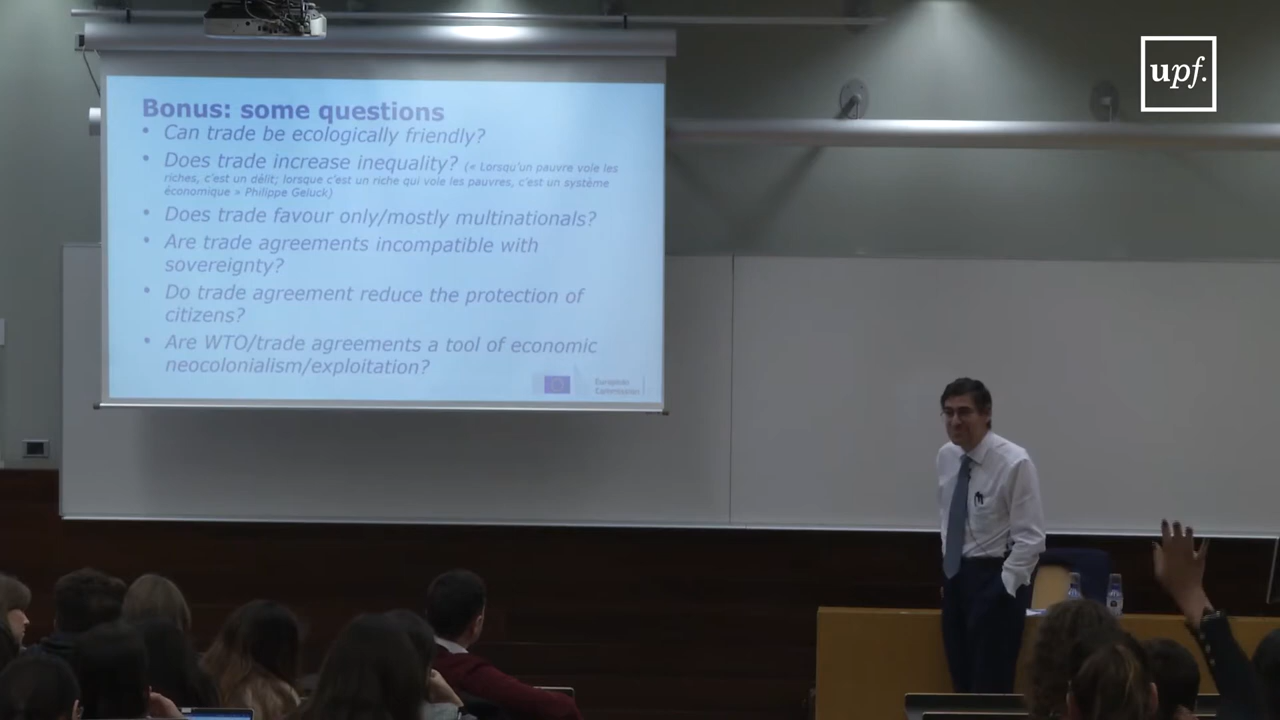 upf.
Bonus: some questions
• Can trade be ecologically friendly?
• Does trade increase inequality? (« Lorsqu'un pauvre vole les
riches, c'est un délit; lorsque c'est un riche qui vole les pauvres, c'est un système
économique » Philippe Geluck)
• Does trade favour only/mostly multinationals?
• Are trade agreements incompatible with
sovereignty?
• Do trade agreement reduce the protection of
citizens?
• Are WTO/trade agreements a tool of economic
neocolonialism/exploitation?
European
Commission